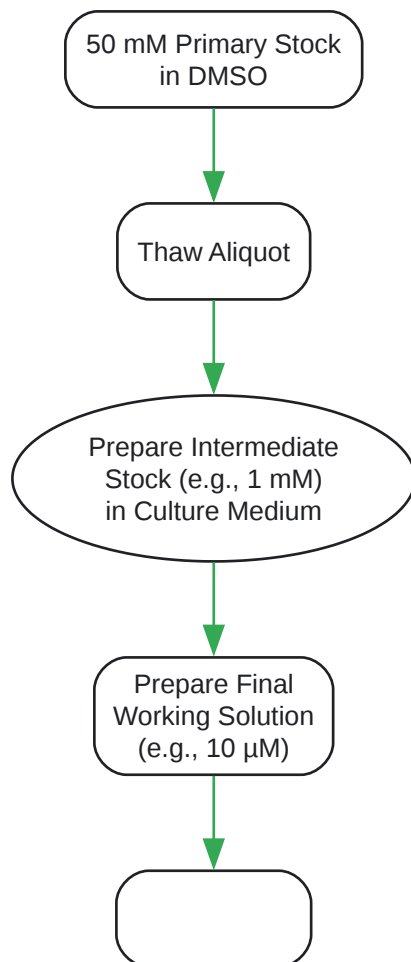 50 mM Primary Stock
in DMSO
Thaw Aliquot
Prepare Intermediate
Stock (e.g., 1 mM)
in Culture Medium
Prepare Final
Working Solution
(e.g., 10 µM)